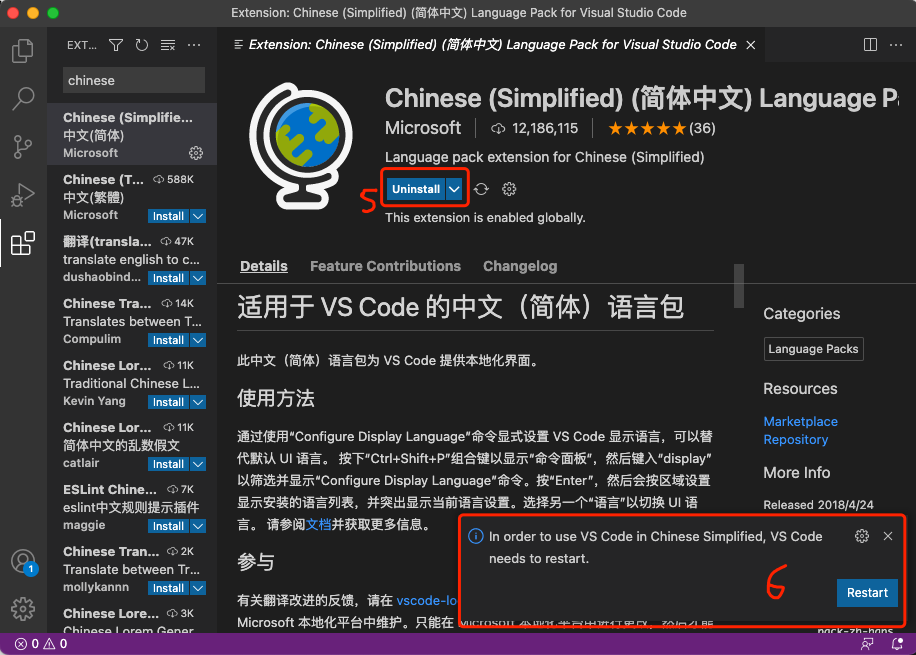 Extension: Chinese (Simplified) (简体中文) Language Pack for Visual Studio Code
EXT...
chinese
Chinese (Simplifie...
中文(简体)
Microsoft
Chinese (T... 588K
中文(繁體)
Microsoft Install
翻译(transla... 47K
translate english to c...
dushaobind... Install
Chinese Tra... 14K
Translates between T...
Compulim Install
Chinese Lor... 11K
Traditional Chinese L...
Kevin Yang Install
Chinese Lor... 11K
简体中文的乱数假文
catlair Install
ESLint Chine... 7K
eslint中文规则提示插件
maggie Install
Chinese Tran... 2K
Translate between Tr...
mollykannn Install
Chinese Lore... 3K
Chinese Lorem Gener
1
Extension: Chinese (Simplified) (简体中文) Language Pack for Visual Studio Code
Chinese (Simplified) (简体中文) Language Pa
Microsoft 12,186,115 ★★★★★ (36)
Language pack extension for Chinese (Simplified)
5 Uninstall
This extension is enabled globally.
Details Feature Contributions Changelog
适用于 VS Code 的中文（简体）语言包
此中文（简体）语言包为 VS Code 提供本地化界面。
使用方法
通过使用“Configure Display Language”命令显式设置 VS Code 显示语言，可以替
代默认 UI 语言。 按下“Ctrl+Shift+P”组合键以显示“命令面板”，然后键入“display”
以筛选并显示“Configure Display Language”命令。按“Enter”，然后会按区域设置
显示安装的语言列表，并突出显示当前语言设置。选择另一个“语言”以切换 UI 语
言。 请参阅文档并获取更多信息。
参与
有关翻译改进的反馈，请在 vscode-lo
Microsoft 本地化平台中维护。只能在 Microsoft 本地化平台中进行更改，然后才能
Categories
Language Packs
Resources
Marketplace
Repository
More Info
Released 2018/4/24
pack-zh-hans
In order to use VS Code in Chinese Simplified, VS Code
needs to restart.
6
Restart
0 0